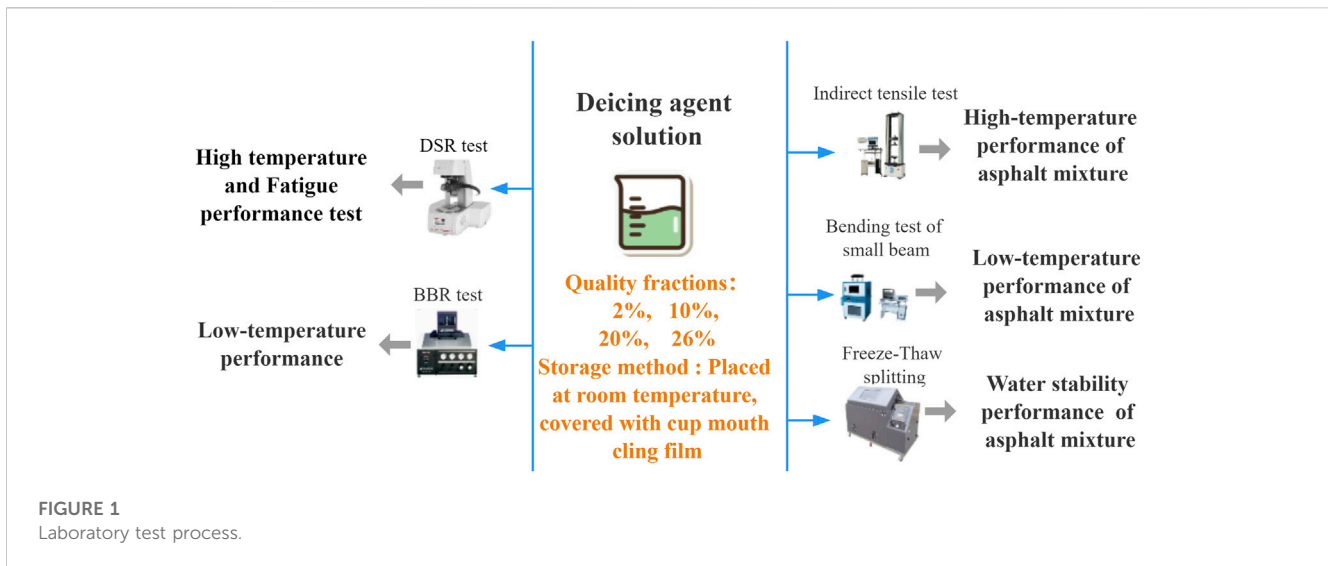 DSR test
High temperature
and Fatigue
performance test
BBR test
Low-temperature
performance
Deicing agent
solution
Quality fractions：
2%, 10%,
20%, 26%
Storage method : Placed
at room temperature,
covered with cup mouth
cling film
Indirect tensile test
High-temperature
performance of
asphalt mixture
Bending test of
small beam
Low-temperature
performance of
asphalt mixture
Freeze-Thaw
splitting
Water stability
performance of
asphalt mixture
FIGURE 1
Laboratory test process.